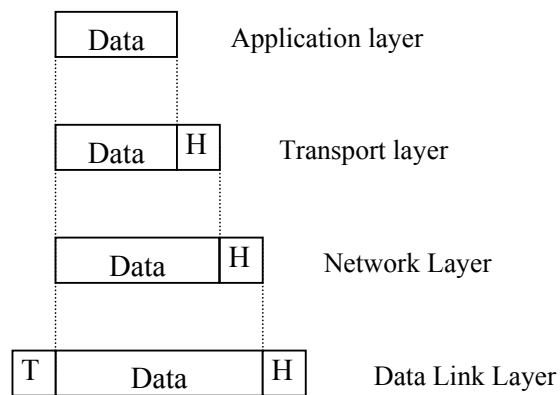 Data Application layer
Data H Transport layer
Data H Network Layer
T Data H Data Link Layer